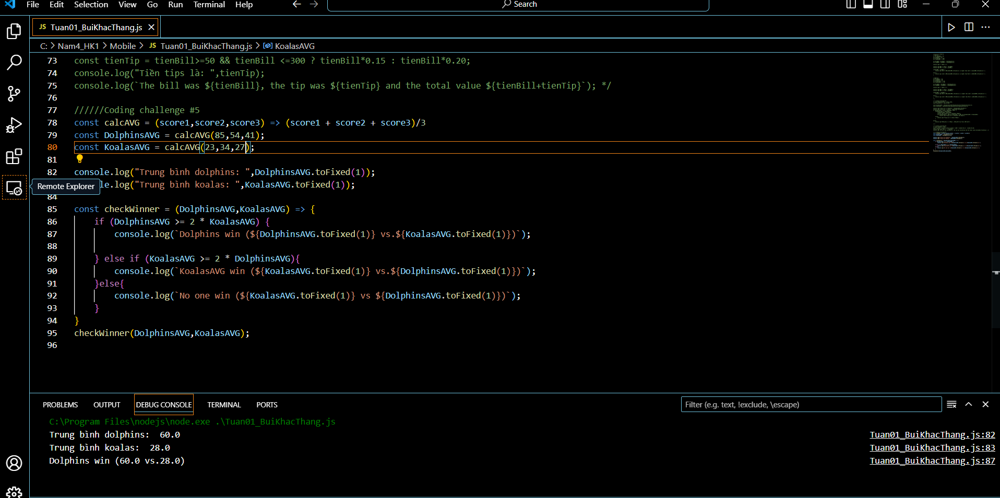 File Edit Selection View Go Run Terminal Help
Search
JS Tuan01_BuiKhacThang.js
C: > Nam4_HK1 > Mobile > JS Tuan01_BuiKhacThang.js > KoalasAVG
73 const tienTip = tienBill>=50 && tienBill <=300 ? tienBill*0.15 : tienBill*0.20;
74 console.log("Tiền tips là: ",tienTip);
75 console.log(`The bill was ${tienBill}, the tip was ${tienTip} and the total value ${tienBill+tienTip}`); */
76
77 //////Coding challenge #5
78 const calcAVG = (score1,score2,score3) => (score1 + score2 + score3)/3
79 const DolphinsAVG = calcAVG(85,54,41);
80 const KoalasAVG = calcAVG(23,34,27);
81
82 console.log("Trung bình dolphins: ",DolphinsAVG.toFixed(1));
Remote Explorer
le.log("Trung bình koalas: ",KoalasAVG.toFixed(1));
84
85 const checkWinner = (DolphinsAVG,KoalasAVG) => {
86 if (DolphinsAVG >= 2 * KoalasAVG) {
87 console.log(`Dolphins win (${DolphinsAVG.toFixed(1)} vs.${KoalasAVG.toFixed(1)})`);
88
89 } else if (KoalasAVG >= 2 * DolphinsAVG){
90 console.log(`KoalasAVG win (${KoalasAVG.toFixed(1)} vs.${DolphinsAVG.toFixed(1)})`);
91 }else{
92 console.log(`No one win (${KoalasAVG.toFixed(1)} vs ${DolphinsAVG.toFixed(1)})`);
93 }
94 }
95 checkWinner(DolphinsAVG,KoalasAVG);
96
PROBLEMS OUTPUT DEBUG CONSOLE TERMINAL PORTS
Filter (e.g. text, !exclude, \escape)
C:\Program Files\nodejs\node.exe .\Tuan01_BuiKhacThang.js
Trung bình dolphins:  60.0 Tuan01_BuiKhacThang.js:82
Trung bình koalas:  28.0 Tuan01_BuiKhacThang.js:83
Dolphins win (60.0 vs.28.0) Tuan01_BuiKhacThang.js:87